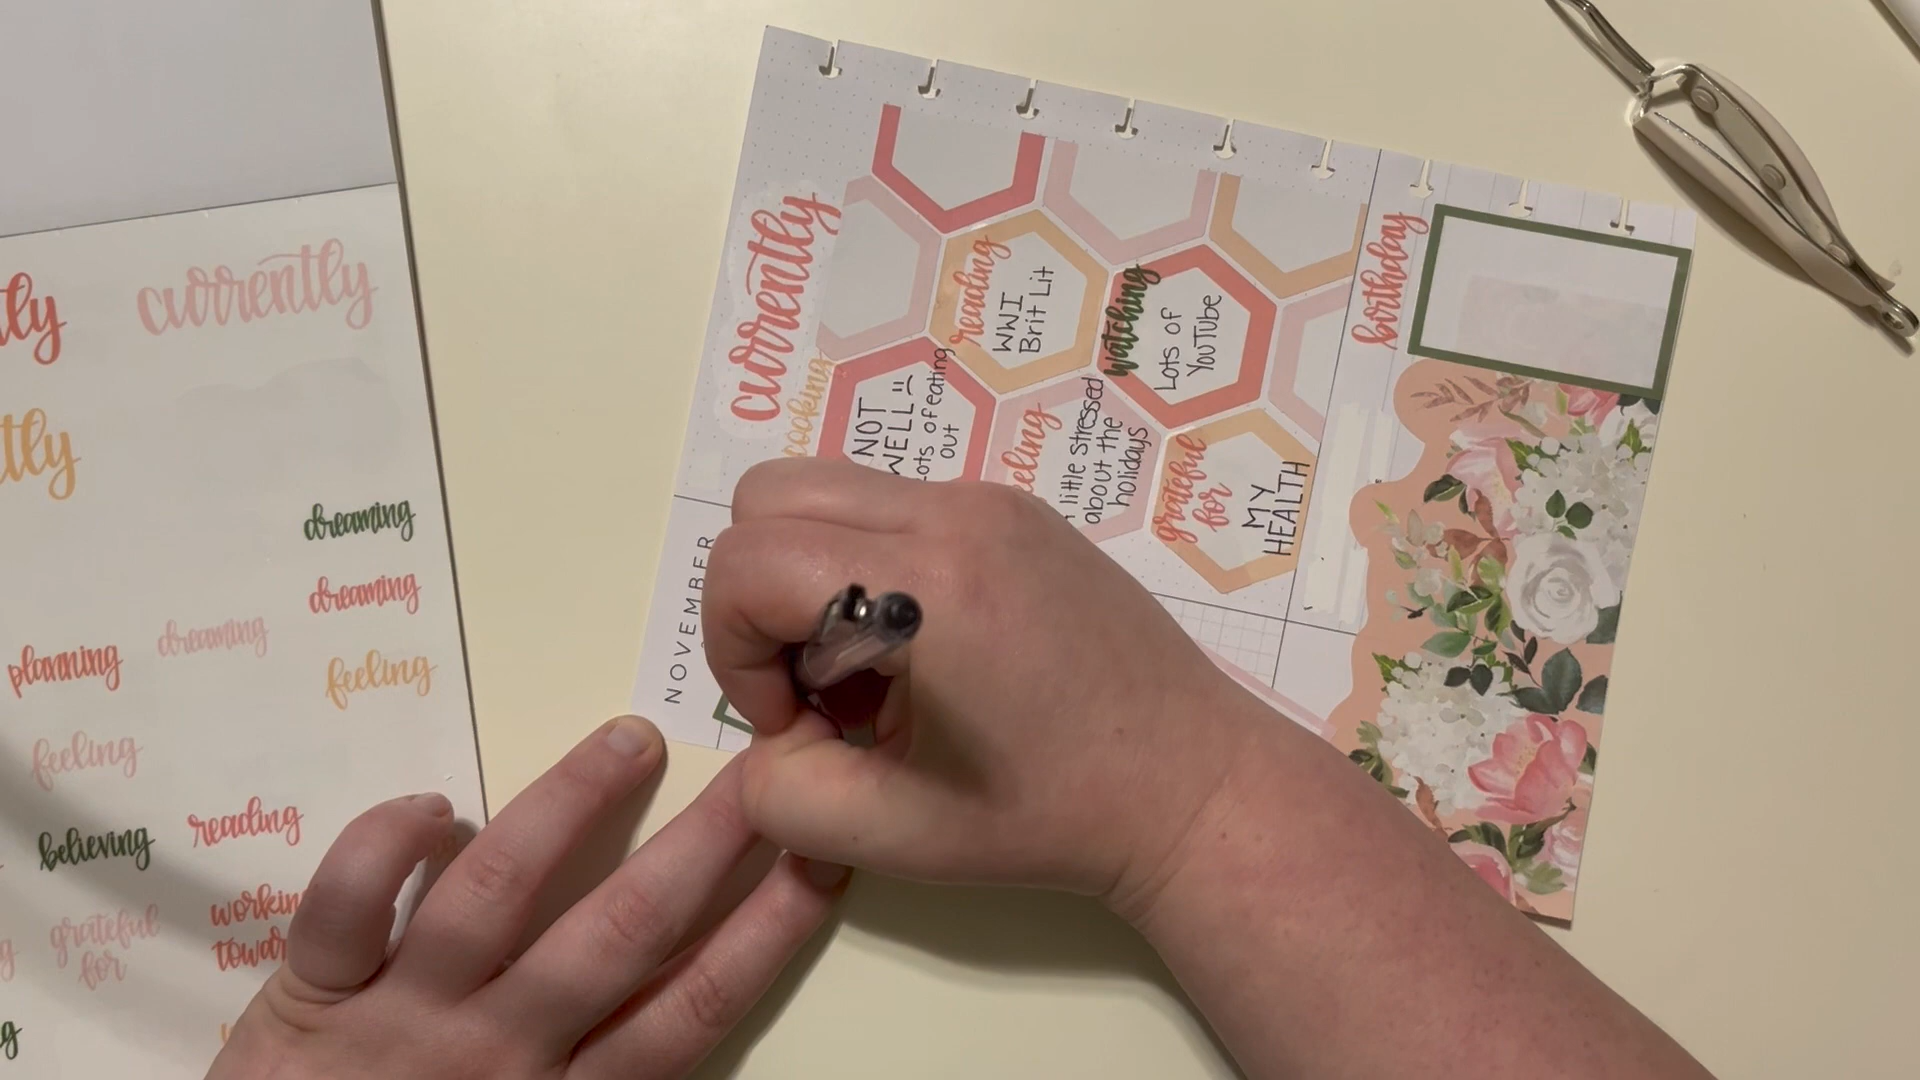 currently
dreaming
dreaming
planning
dreaming
feeling
feeling
believing
reading
grateful
for
currently
cooking
NOT
WELL
Lots of eating
out
reading
WWI
Brit Lit
watching
Lots of
YouTube
little stressed
about the
holidays
grateful
for
MY
HEALTH
birthday
NOVEMBER